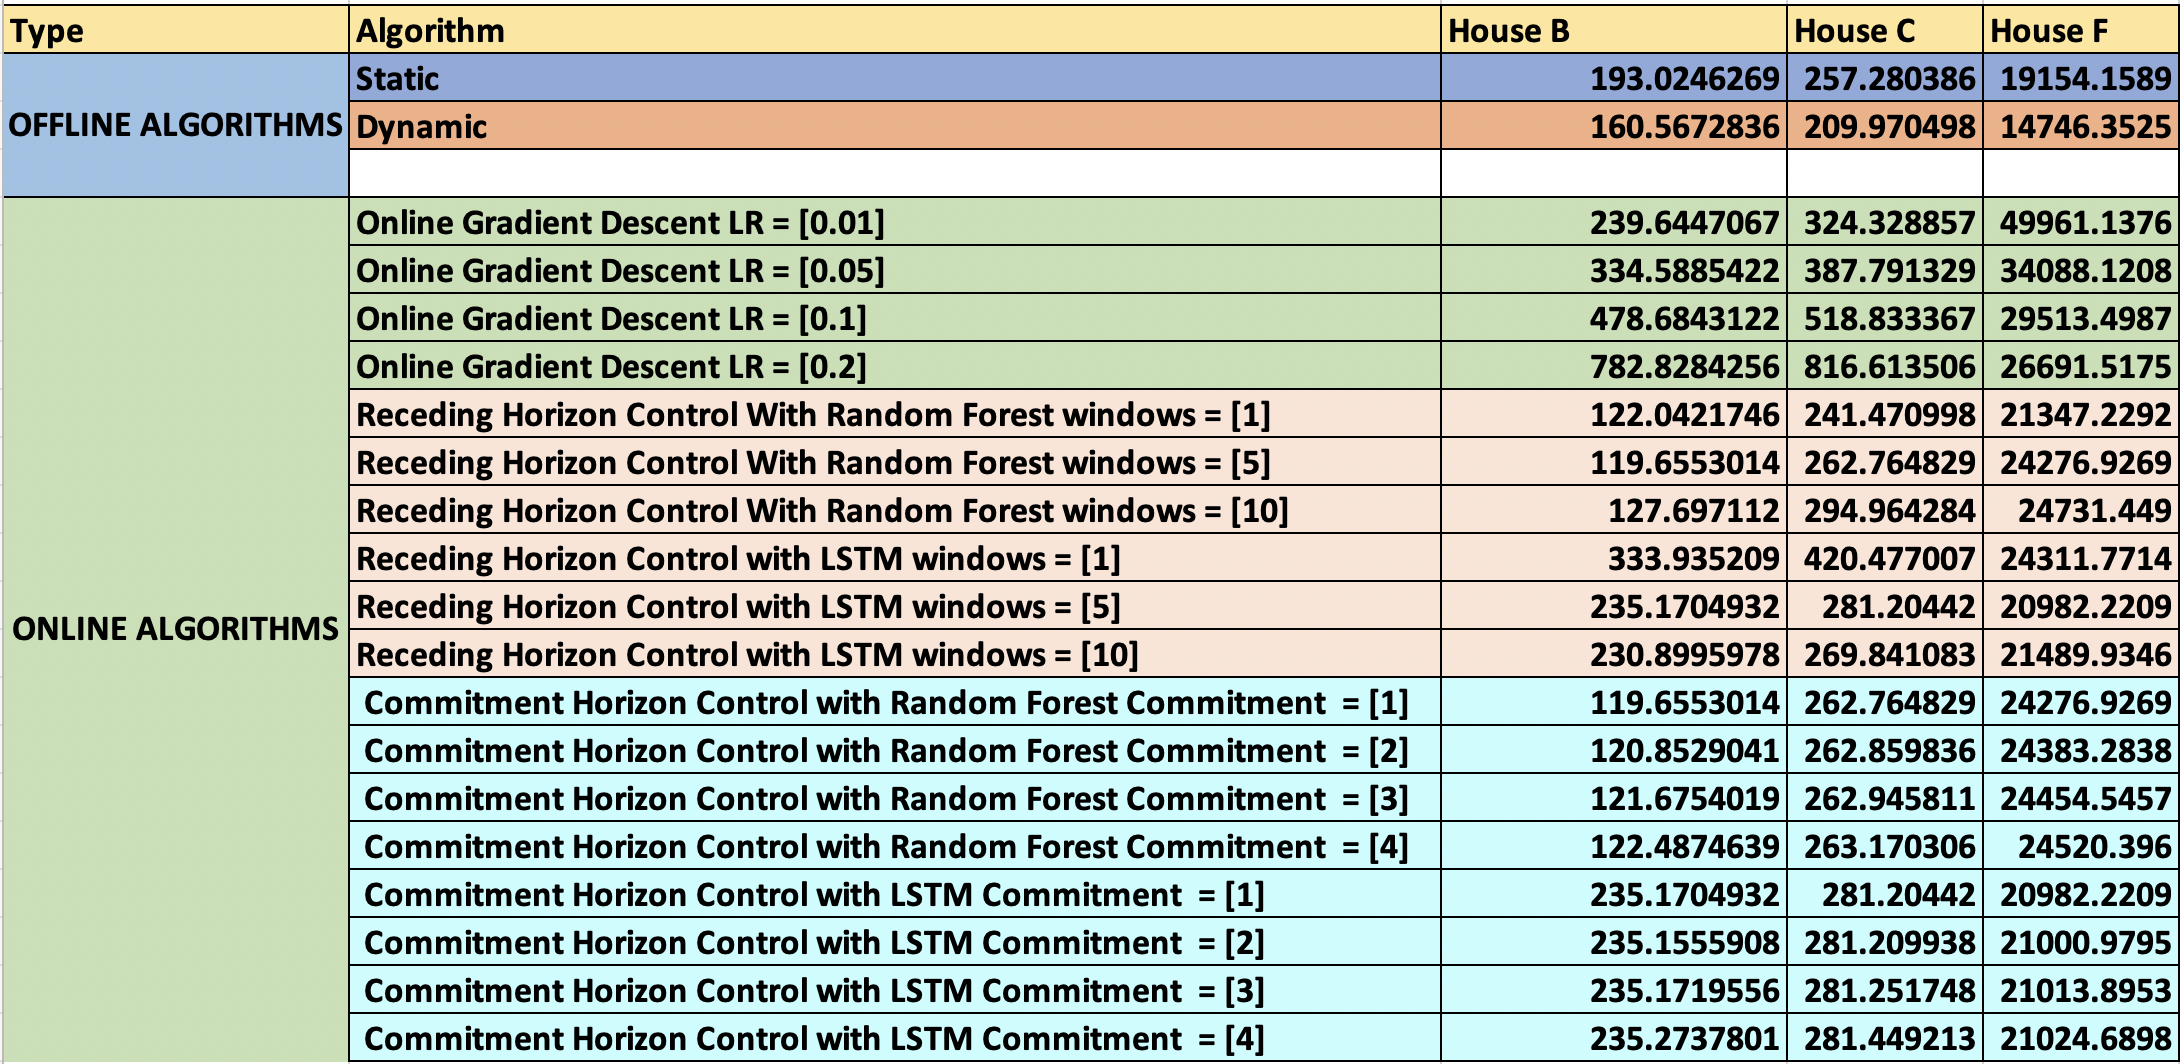 Type Algorithm House B House C House F
OFFLINE ALGORITHMS
Static 193.0246269 257.280386 19154.1589
Dynamic 160.5672836 209.970498 14746.3525
ONLINE ALGORITHMS
Online Gradient Descent LR = [0.01] 239.6447067 324.328857 49961.1376
Online Gradient Descent LR = [0.05] 334.5885422 387.791329 34088.1208
Online Gradient Descent LR = [0.1] 478.6843122 518.833367 29513.4987
Online Gradient Descent LR = [0.2] 782.8284256 816.613506 26691.5175
Receding Horizon Control With Random Forest windows = [1] 122.0421746 241.470998 21347.2292
Receding Horizon Control With Random Forest windows = [5] 119.6553014 262.764829 24276.9269
Receding Horizon Control With Random Forest windows = [10] 127.697112 294.964284 24731.449
Receding Horizon Control with LSTM windows = [1] 333.935209 420.477007 24311.7714
Receding Horizon Control with LSTM windows = [5] 235.1704932 281.20442 20982.2209
Receding Horizon Control with LSTM windows = [10] 230.8995978 269.841083 21489.9346
Commitment Horizon Control with Random Forest Commitment = [1] 119.6553014 262.764829 24276.9269
Commitment Horizon Control with Random Forest Commitment = [2] 120.8529041 262.859836 24383.2838
Commitment Horizon Control with Random Forest Commitment = [3] 121.6754019 262.945811 24454.5457
Commitment Horizon Control with Random Forest Commitment = [4] 122.4874639 263.170306 24520.396
Commitment Horizon Control with LSTM Commitment = [1] 235.1704932 281.20442 20982.2209
Commitment Horizon Control with LSTM Commitment = [2] 235.1555908 281.209938 21000.9795
Commitment Horizon Control with LSTM Commitment = [3] 235.1719556 281.251748 21013.8953
Commitment Horizon Control with LSTM Commitment = [4] 235.2737801 281.449213 21024.6898